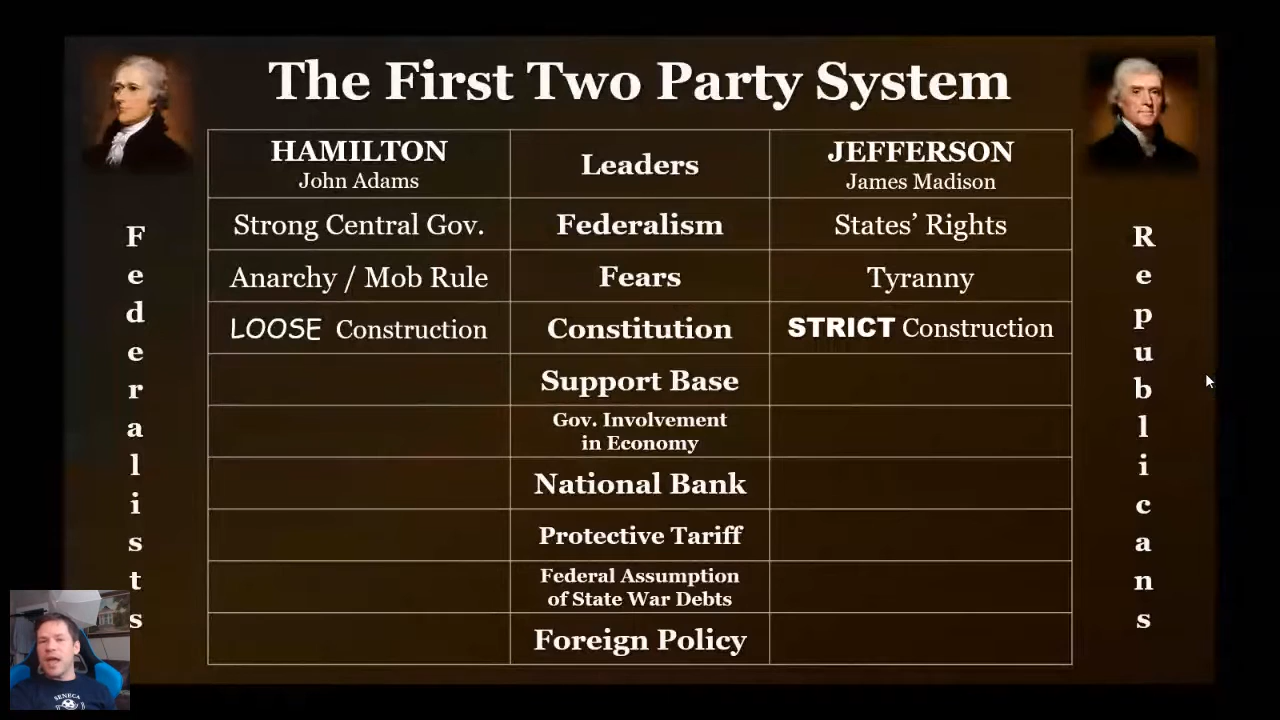 The First Two Party System
HAMILTON
John Adams
Leaders
JEFFERSON
James Madison
Strong Central Gov.
Federalism
States’ Rights
Anarchy / Mob Rule
Fears
Tyranny
LOOSE Construction
Constitution
STRICT Construction
Support Base
Gov. Involvement
in Economy
National Bank
Protective Tariff
Federal Assumption
of State War Debts
Foreign Policy
Federalists
Republicans
SENECA